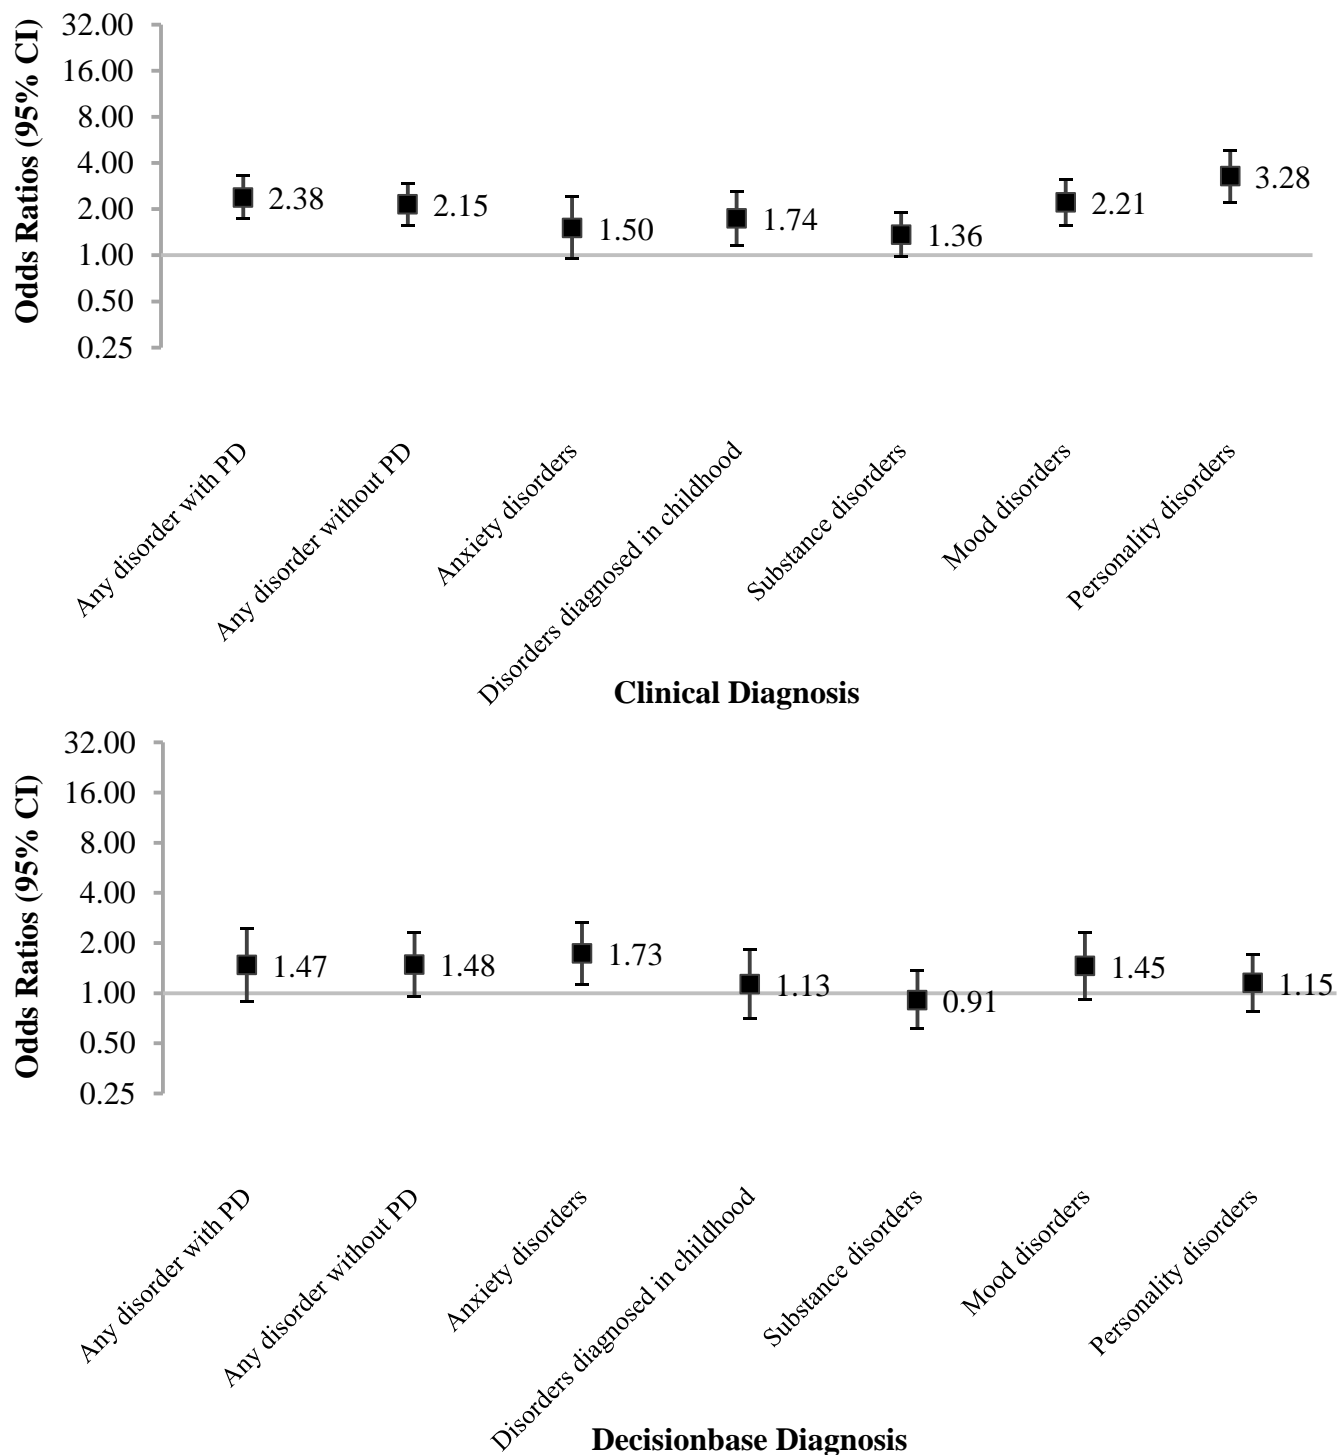 Odds Ratios (95% CI)
32.00
16.00
8.00
4.00
2.00
1.00
0.50
0.25
2.38
2.15
1.50
1.74
1.36
2.21
3.28
Any disorder with PD
Any disorder without PD
Anxiety disorders
Disorders diagnosed in childhood
Substance disorders
Mood disorders
Personality disorders
Clinical Diagnosis
Odds Ratios (95% CI)
32.00
16.00
8.00
4.00
2.00
1.00
0.50
0.25
1.47
1.48
1.73
1.13
0.91
1.45
1.15
Any disorder with PD
Any disorder without PD
Anxiety disorders
Disorders diagnosed in childhood
Substance disorders
Mood disorders
Personality disorders
Decisionbase Diagnosis